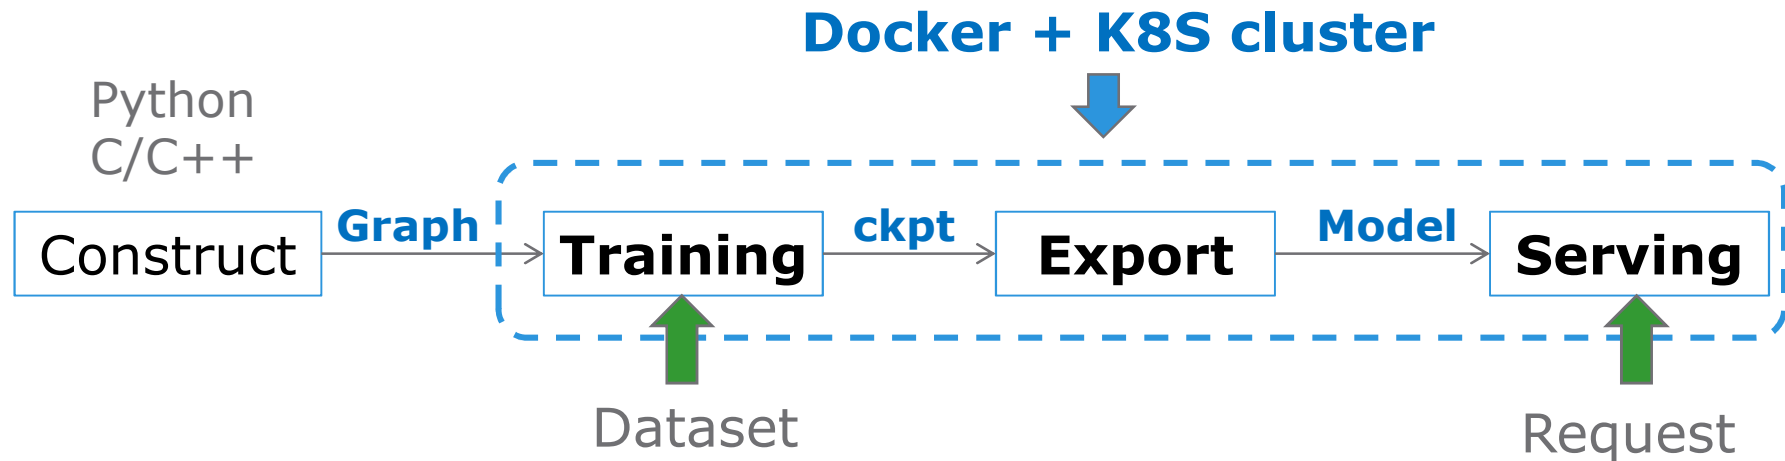 Docker + K8S cluster
Python
C/C++
Construct
Graph
Training
ckpt
Export
Model
Serving
Dataset
Request